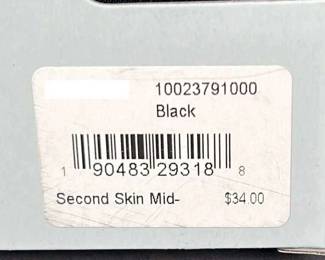 10023791000
Black
1 90483 29318 8
Second Skin Mid- $34.00